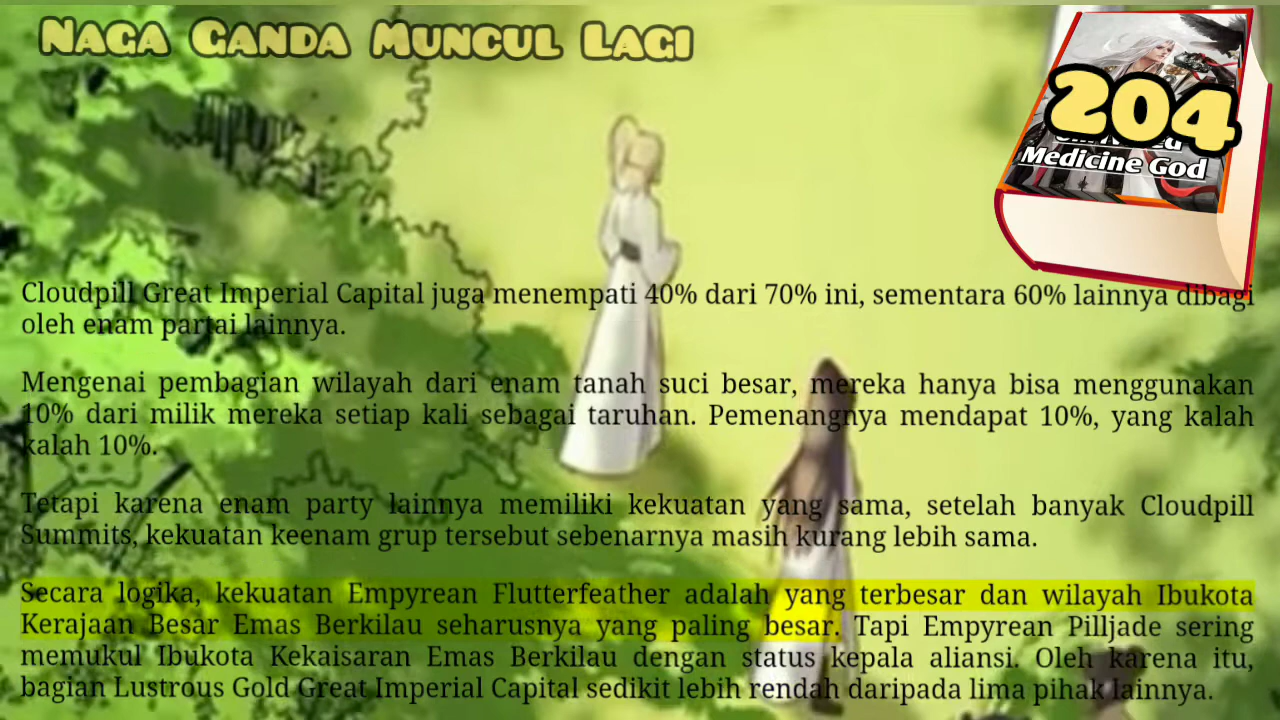 Naga Ganda Muncul Lagi
204
Medicine God
Cloudpill Great Imperial Capital juga menempati 40% dari 70% ini, sementara 60% lainnya dibagi
oleh enam partai lainnya.
Mengenai pembagian wilayah dari enam tanah suci besar, mereka hanya bisa menggunakan
10% dari milik mereka setiap kali sebagai taruhan. Pemenangnya mendapat 10%, yang kalah
kalah 10%.
Tetapi karena enam party lainnya memiliki kekuatan yang sama, setelah banyak Cloudpill
Summits, kekuatan keenam grup tersebut sebenarnya masih kurang lebih sama.
Secara logika, kekuatan Empyrean Flutterfeather adalah yang terbesar dan wilayah Ibukota
Kerajaan Besar Emas Berkilau seharusnya yang paling besar. Tapi Empyrean Pilljade sering
memukul Ibukota Kekaisaran Emas Berkilau dengan status kepala aliansi. Oleh karena itu,
bagian Lustrous Gold Great Imperial Capital sedikit lebih rendah daripada lima pihak lainnya.